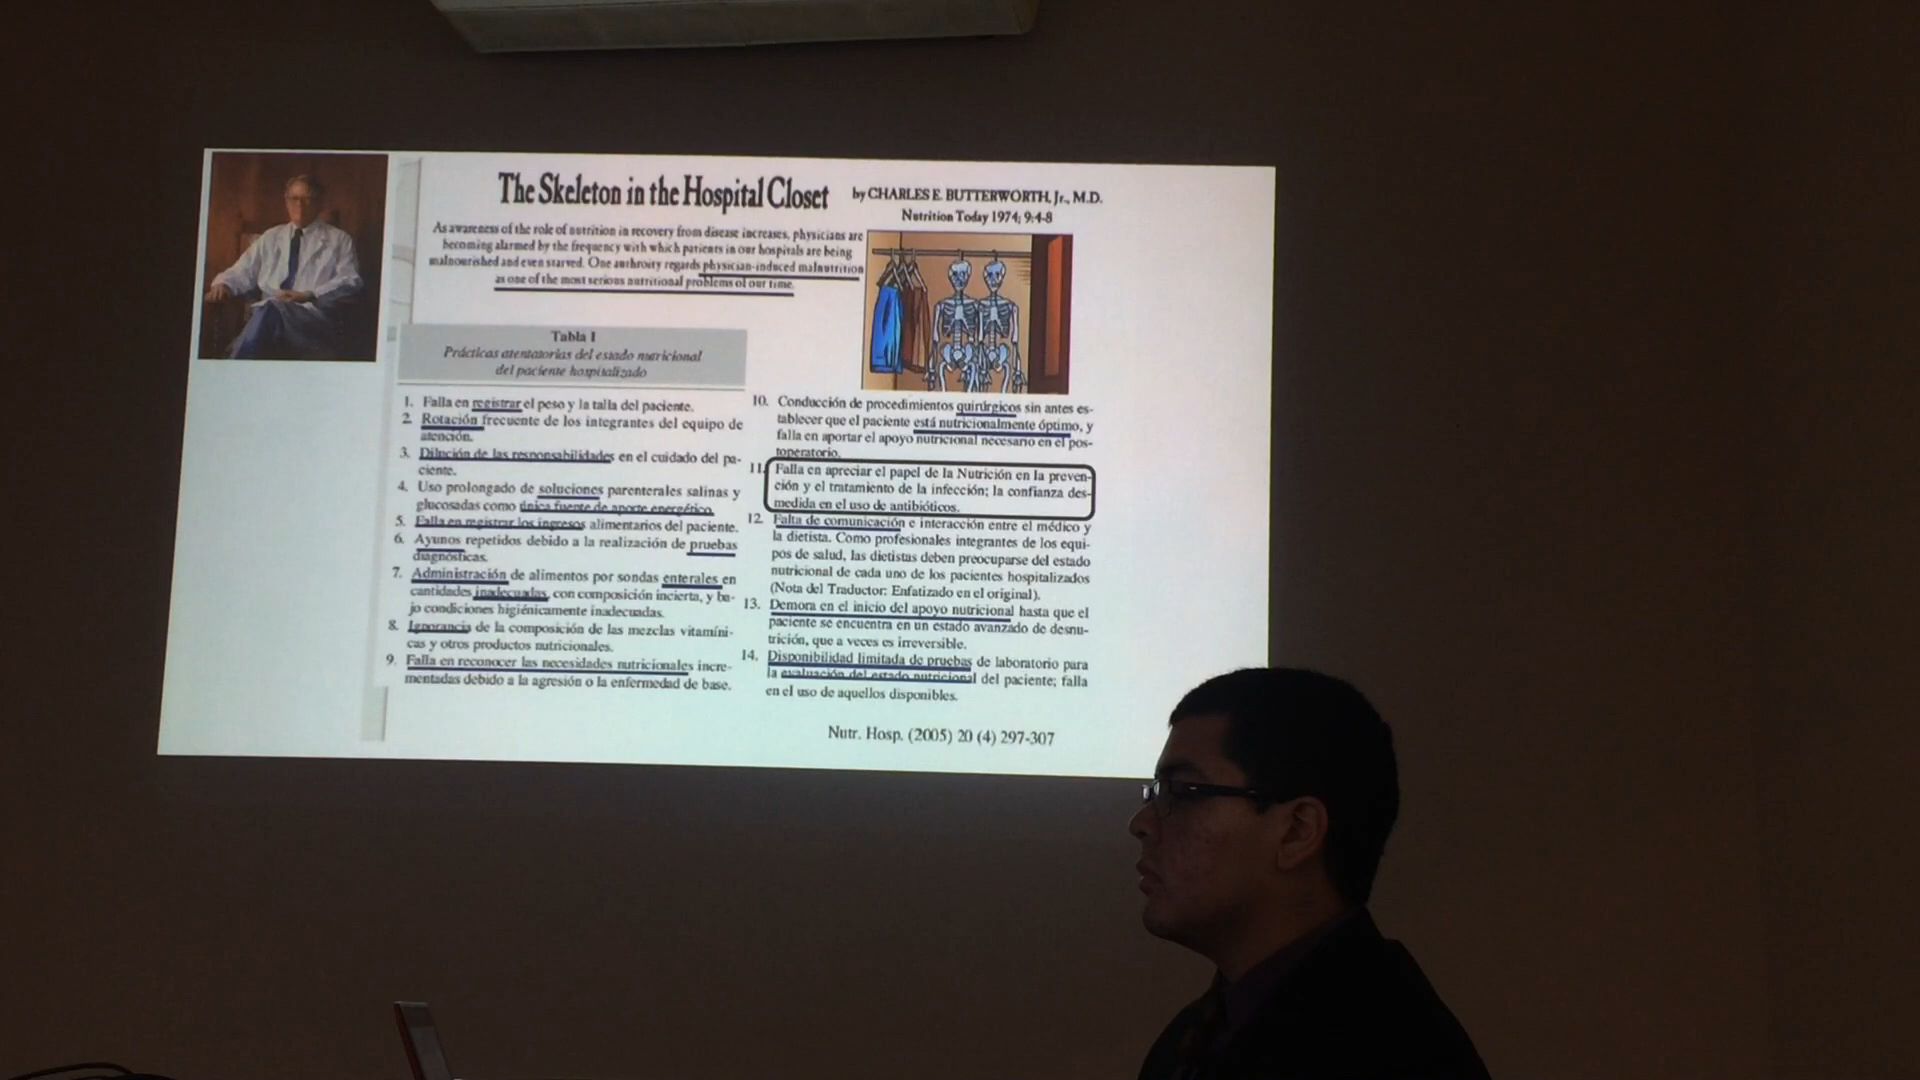 The Skeleton in the Hospital Closet
by CHARLES E. BUTTERWORTH, Jr., M.D.
Nutrition Today 1974; 9:4-8
As awareness of the role of nutrition in recovery from disease increases, physicians are
becoming alarmed by the frequency with which patients in our hospitals are being
malnourished and even starved. One authroity regards physician-induced malnutrition
as one of the most serious nutritional problems of our time.
Tabla I
Prácticas atentatorias del estado nutricional
del paciente hospitalizado
1. Falla en registrar el peso y la talla del paciente.
2. Rotación frecuente de los integrantes del equipo de
atención.
3. Dilución de las responsabilidades en el cuidado del pa-
ciente.
4. Uso prolongado de soluciones parenterales salinas y
glucosadas como única fuente de aporte energético.
5. Falla en registrar los ingresos alimentarios del paciente.
6. Ayunos repetidos debido a la realización de pruebas
diagnósticas.
7. Administración de alimentos por sondas enterales en
cantidades inadecuadas, con composición incierta, y ba-
jo condiciones higiénicamente inadecuadas.
8. Ignorancia de la composición de las mezclas vitamíni-
cas y otros productos nutricionales.
9. Falla en reconocer las necesidades nutricionales incre-
mentadas debido a la agresión o la enfermedad de base.
10. Conducción de procedimientos quirúrgicos sin antes es-
tablecer que el paciente está nutricionalmente óptimo, y
falla en aportar el apoyo nutricional necesario en el pos-
toperatorio.
11. Falla en apreciar el papel de la Nutrición en la preven-
ción y el tratamiento de la infección; la confianza des-
medida en el uso de antibióticos.
12. Falta de comunicación e interacción entre el médico y
la dietista. Como profesionales integrantes de los equi-
pos de salud, las dietistas deben preocuparse del estado
nutricional de cada uno de los pacientes hospitalizados
(Nota del Traductor: Enfatizado en el original).
13. Demora en el inicio del apoyo nutricional hasta que el
paciente se encuentra en un estado avanzado de desnu-
trición, que a veces es irreversible.
14. Disponibilidad limitada de pruebas de laboratorio para
la evaluación del estado nutricional del paciente; falla
en el uso de aquellos disponibles.
Nutr. Hosp. (2005) 20 (4) 297-307